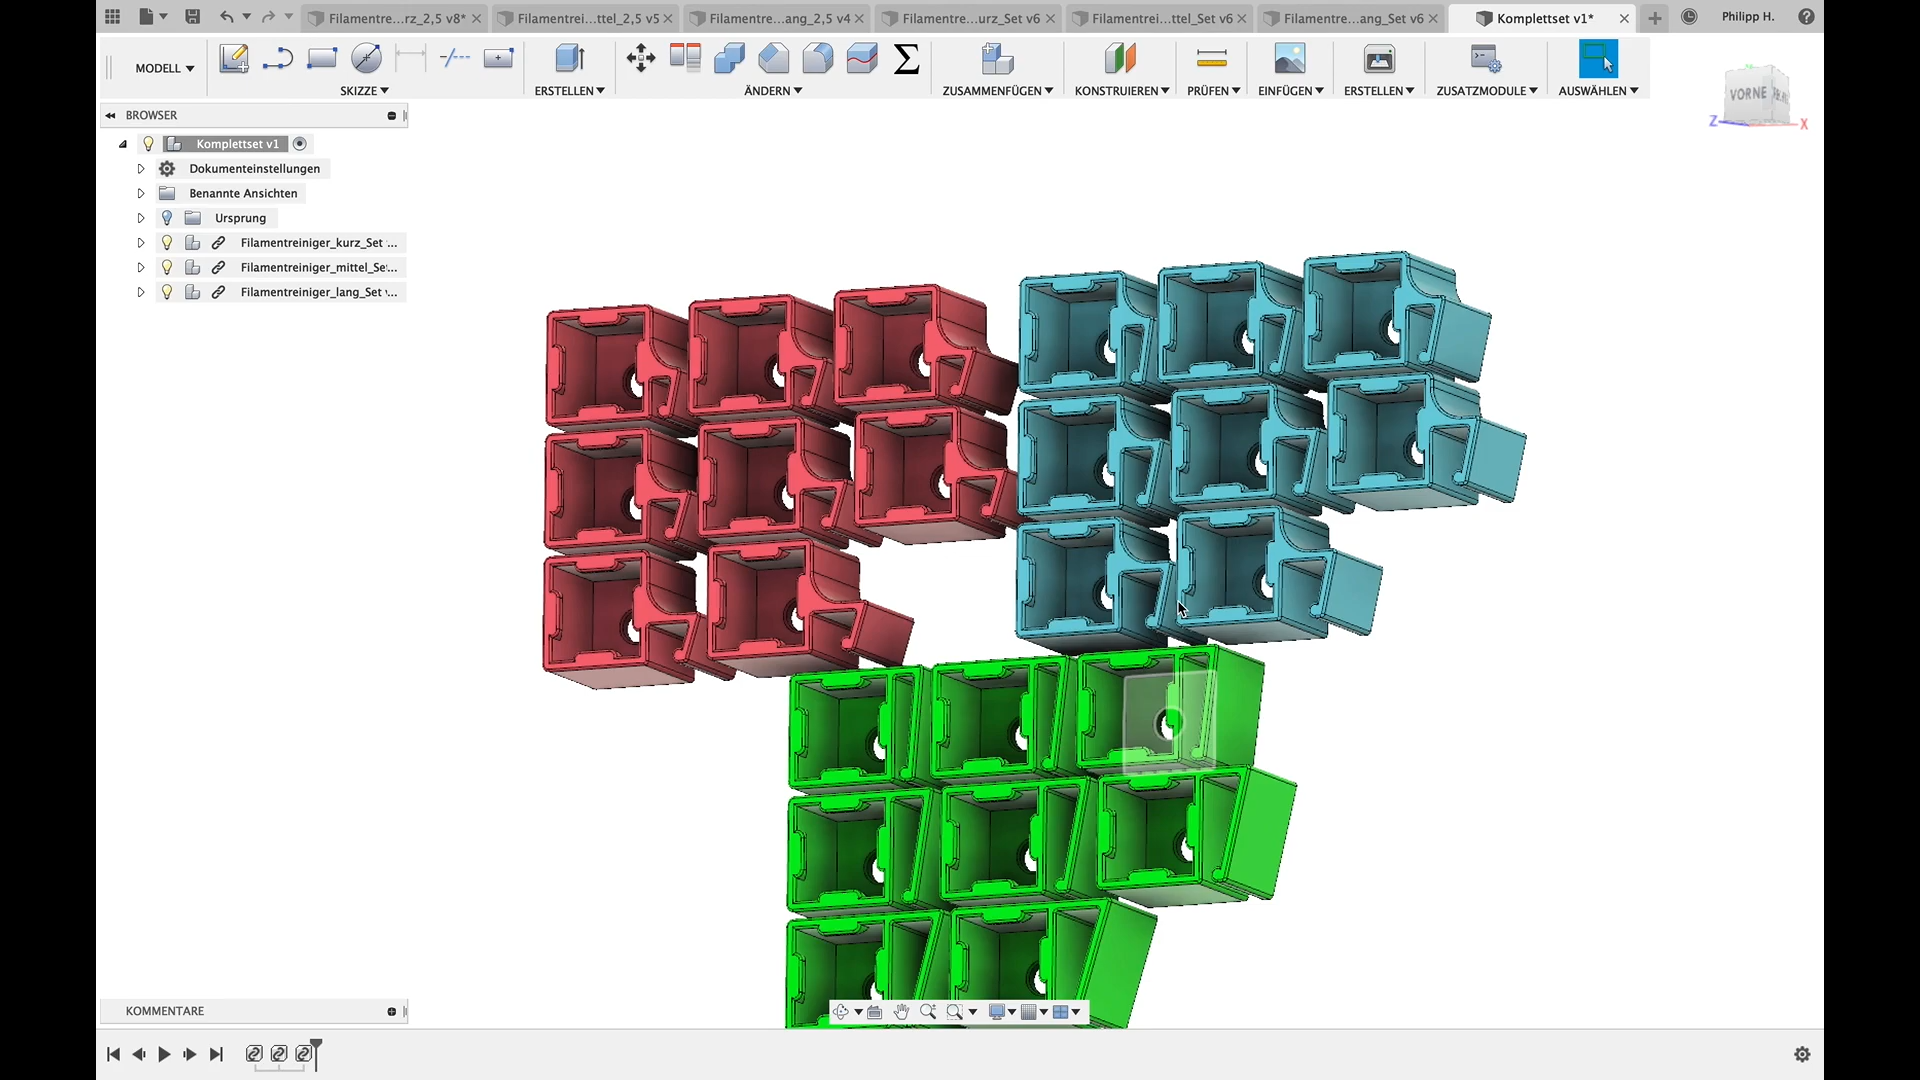 Filamentre...rz_2,5 v8*
Filamentrei...ttel_2,5 v5
Filamentre...ang_2,5 v4
Filamentre...urz_Set v6
Filamentrei...ttel_Set v6
Filamentre...ang_Set v6
Komplettset v1*
Philipp H.
MODELL
SKIZZE
ERSTELLEN
ÄNDERN
ZUSAMMENFÜGEN
KONSTRUIEREN
PRÜFEN
EINFÜGEN
ERSTELLEN
ZUSATZMODULE
AUSWÄHLEN
VORNE
Z
X
BROWSER
Komplettset v1
Dokumenteinstellungen
Benannte Ansichten
Ursprung
Filamentreiniger_kurz_Set ...
Filamentreiniger_mittel_Se...
Filamentreiniger_lang_Set ...
KOMMENTARE